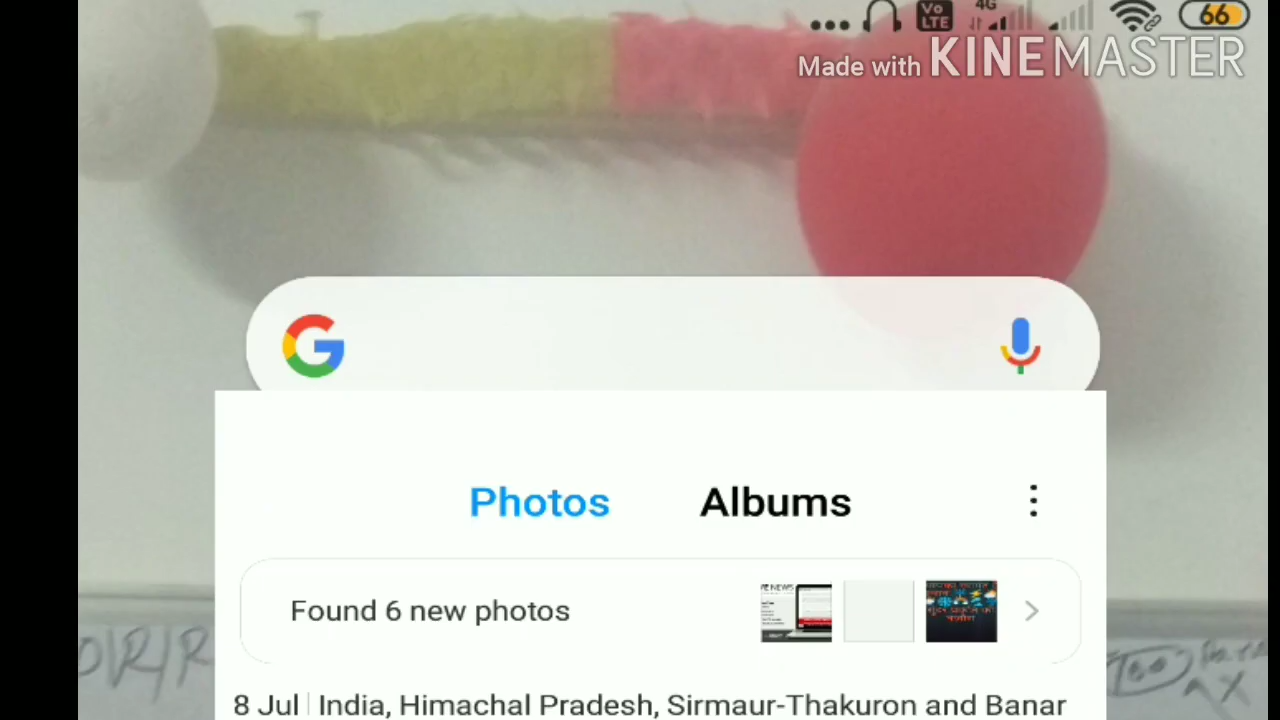 4G
Vo
LTE
66
Made with KINEMASTER
G
Photos
Albums
Found 6 new photos
8 Jul | India, Himachal Pradesh, Sirmaur-Thakuron and Banar